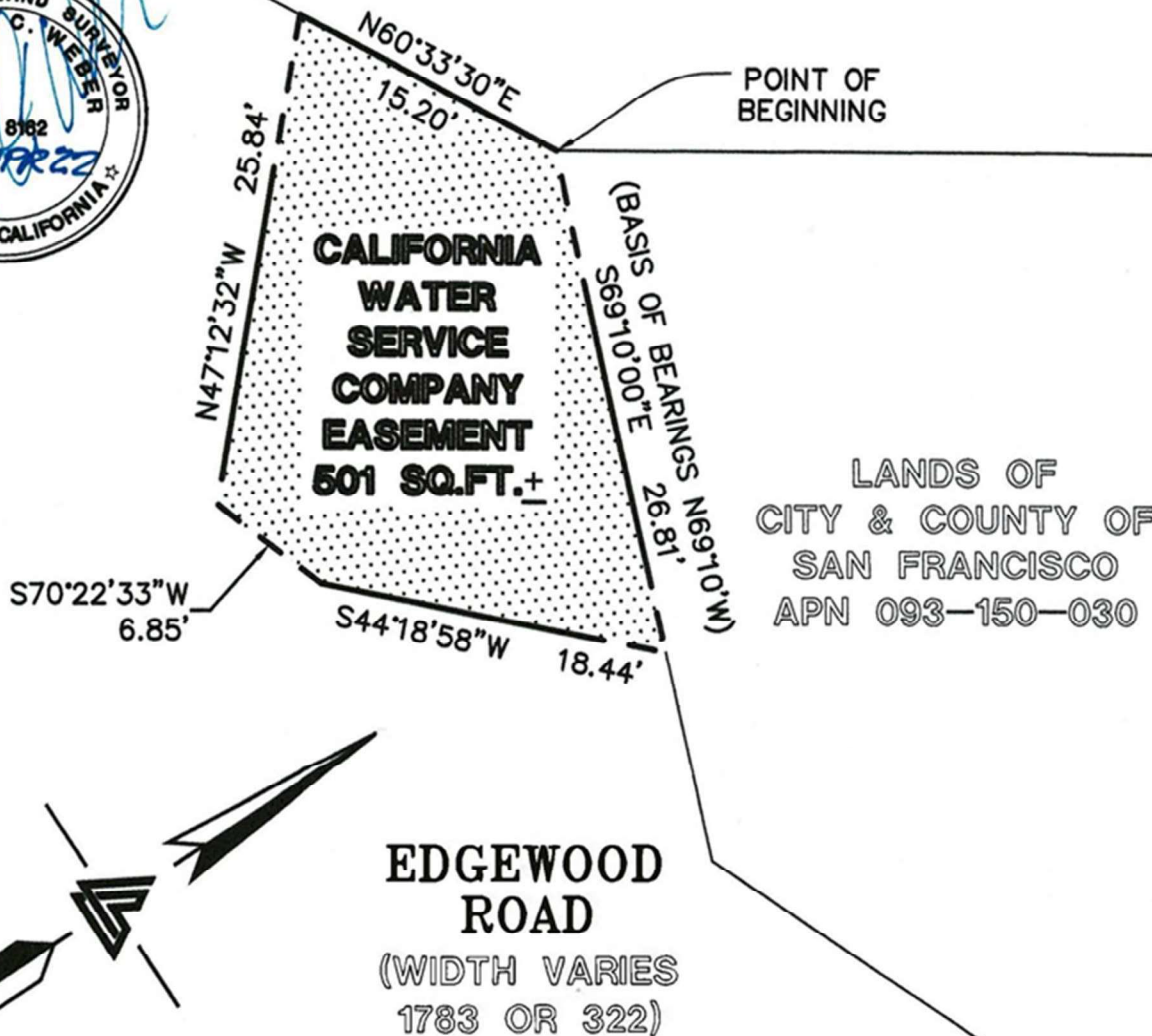 AND SURVEYOR
C. WEBER
8162
CALIFORNIA ☆
N60°33'30"E
15.20'
POINT OF
BEGINNING
25.84'
N47°12'32"W
CALIFORNIA
WATER
SERVICE
COMPANY
EASEMENT
501 SQ.FT.±
(BASIS OF BEARINGS N69°10'W)
S69°10'00"E 26.81'
LANDS OF
CITY & COUNTY OF
SAN FRANCISCO
APN 093-150-030
S70°22'33"W
6.85'
S44°18'58"W 18.44'
EDGEWOOD
ROAD
(WIDTH VARIES
1783 OR 322)